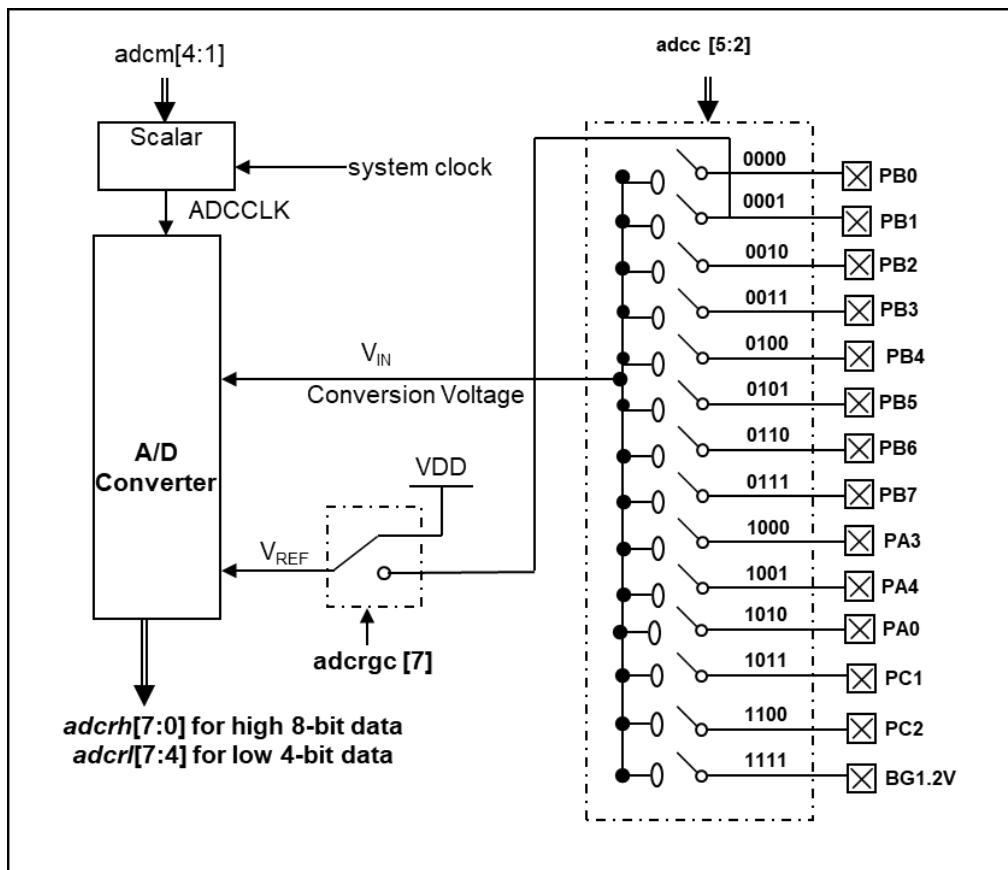 adcm[4:1]
adcc [5:2]
Scalar
system clock
ADCCLK
0000 PB0
0001 PB1
0010 PB2
0011 PB3
0100 PB4
0101 PB5
0110 PB6
0111 PB7
1000 PA3
1001 PA4
1010 PA0
1011 PC1
1100 PC2
1111 BG1.2V
VIN
Conversion Voltage
A/D
Converter
VDD
VREF
adcrgc [7]
adcrh[7:0] for high 8-bit data
adcrl[7:4] for low 4-bit data